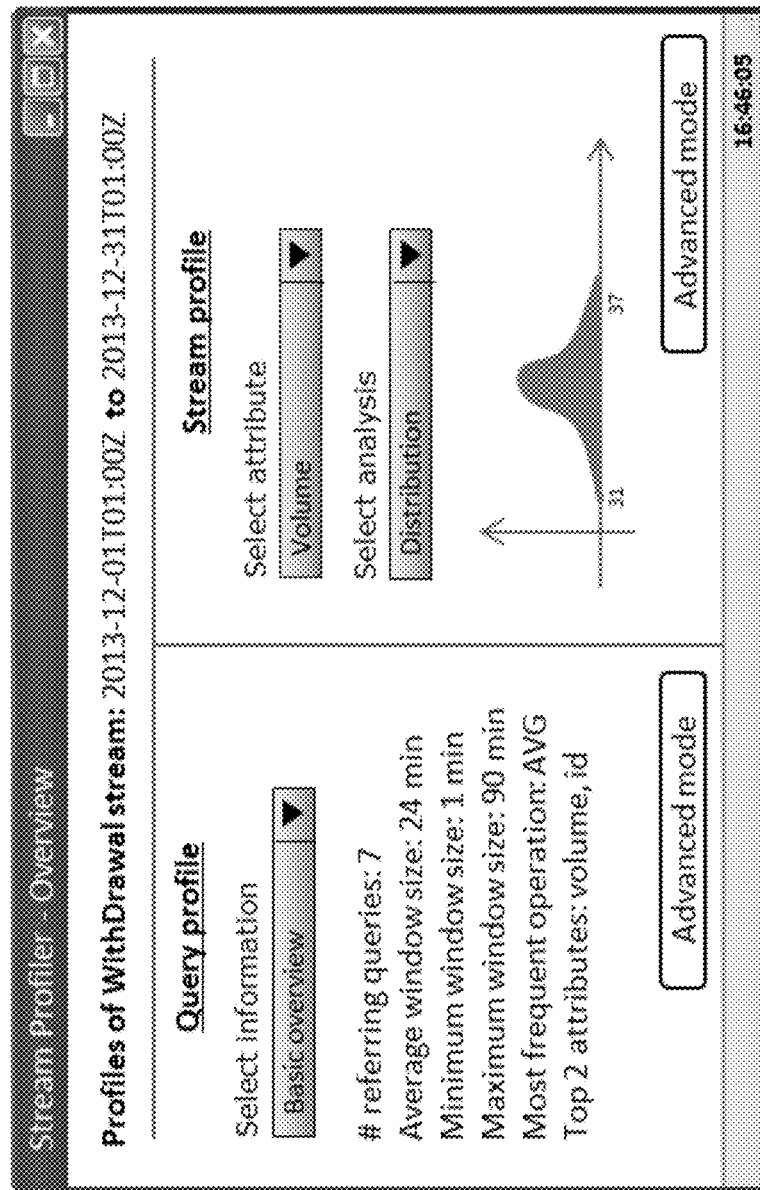 Stream Profiler - Overview
Profiles of WithDrawal stream: 2013-12-01T01:00Z to 2013-12-31T01:00Z
Query profile
Select information
Basic overview
# referring queries: 7
Average window size: 24 min
Minimum window size: 1 min
Maximum window size: 90 min
Most frequent operation: AVG
Top 2 attributes: volume, id
Advanced mode
Stream profile
Select attribute
Volume
Select analysis
Distribution
31
37
Advanced mode
16:46:05